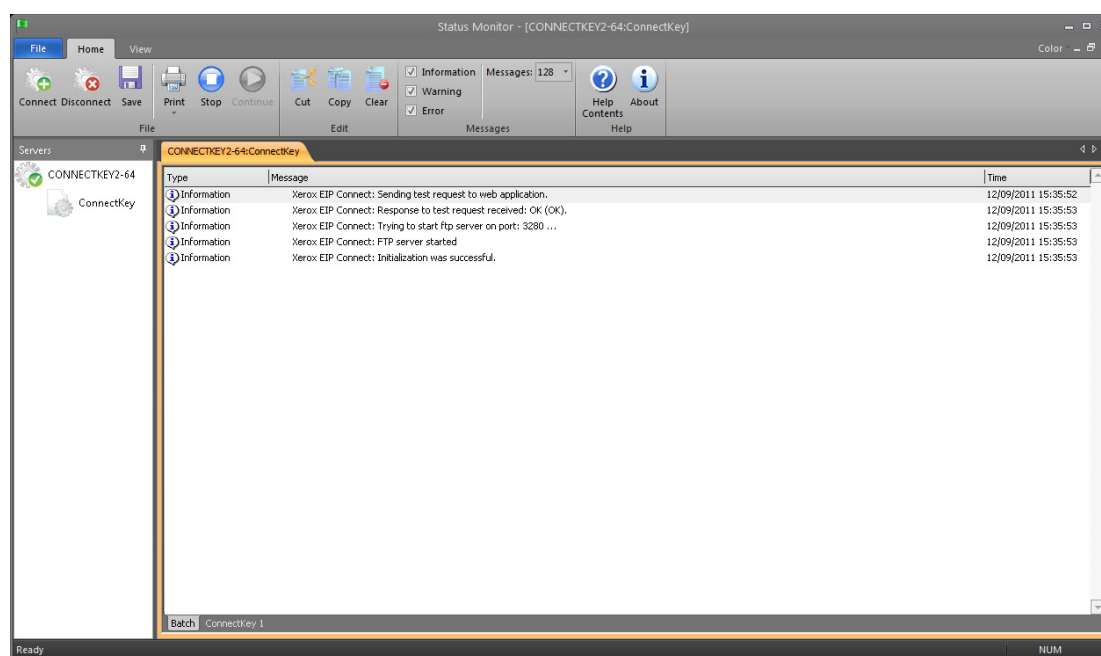 Status Monitor - [CONNECTKEY2-64:ConnectKey]
File Home View Color
Connect Disconnect Save Print Stop Continue Cut Copy Clear
Information
Warning
Error
Messages: 128
Help Contents
About
File Edit Messages Help
Servers
CONNECTKEY2-64:ConnectKey
CONNECTKEY2-64
ConnectKey
Type Message Time
Information Xerox EIP Connect: Sending test request to web application. 12/09/2011 15:35:52
Information Xerox EIP Connect: Response to test request received: OK (OK). 12/09/2011 15:35:53
Information Xerox EIP Connect: Trying to start ftp server on port: 3280 ... 12/09/2011 15:35:53
Information Xerox EIP Connect: FTP server started 12/09/2011 15:35:53
Information Xerox EIP Connect: Initialization was successful. 12/09/2011 15:35:53
Batch ConnectKey 1
Ready NUM